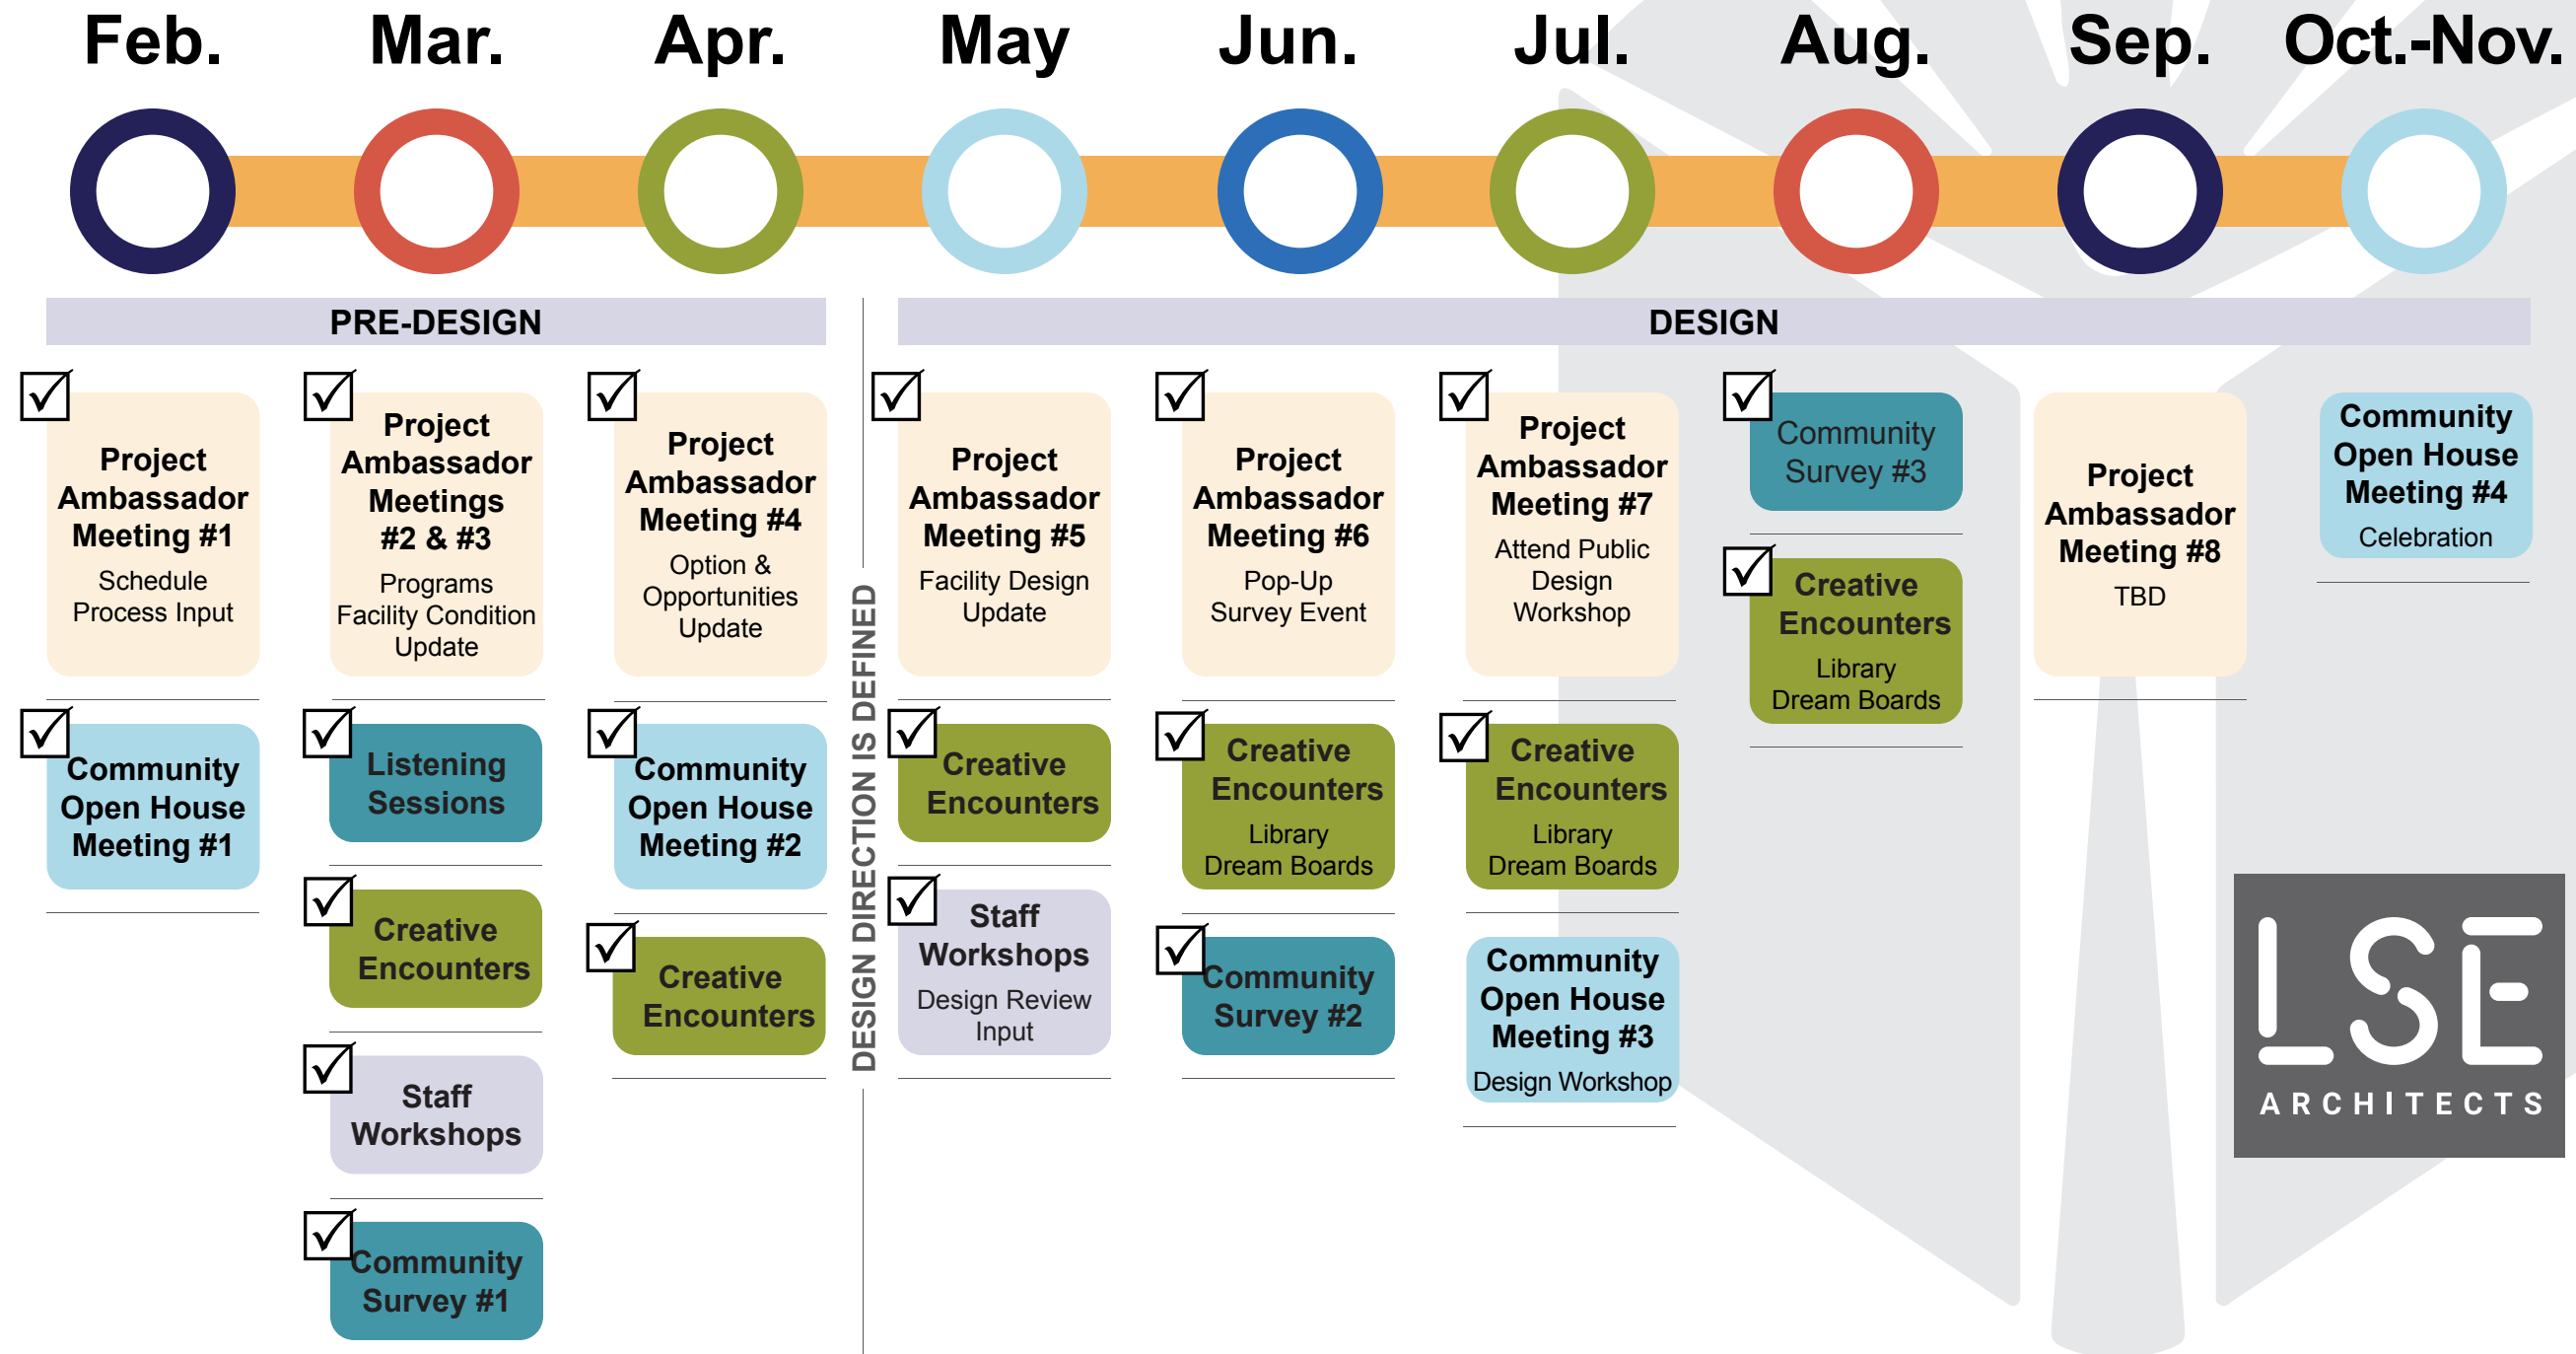 Feb.
Mar.
Apr.
May
Jun.
Jul.
Aug.
Sep.
Oct.-Nov.
PRE-DESIGN
DESIGN
Project
Ambassador
Meeting #1
Schedule
Process Input
Community
Open House
Meeting #1
Project
Ambassador
Meetings
#2 & #3
Programs
Facility Condition
Update
Listening
Sessions
Creative
Encounters
Staff
Workshops
Community
Survey #1
Project
Ambassador
Meeting #4
Option &
Opportunities
Update
Community
Open House
Meeting #2
Creative
Encounters
DESIGN DIRECTION IS DEFINED
Project
Ambassador
Meeting #5
Facility Design
Update
Creative
Encounters
Staff
Workshops
Design Review
Input
Project
Ambassador
Meeting #6
Pop-Up
Survey Event
Creative
Encounters
Library
Dream Boards
Community
Survey #2
Project
Ambassador
Meeting #7
Attend Public
Design
Workshop
Creative
Encounters
Library
Dream Boards
Community
Open House
Meeting #3
Design Workshop
Community
Survey #3
Creative
Encounters
Library
Dream Boards
Project
Ambassador
Meeting #8
TBD
Community
Open House
Meeting #4
Celebration
LSE
ARCHITECTS